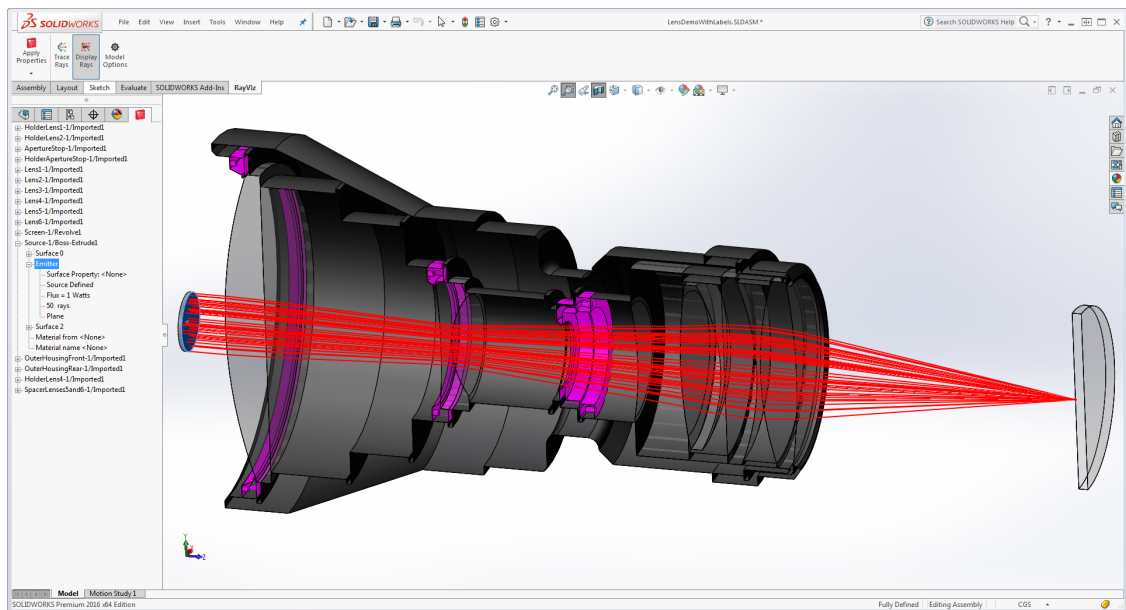 SOLIDWORKS File Edit View Insert Tools Window Help LensDemoWithLabels.SLDASM * Search SOLIDWORKS Help ?
Apply Properties
Trace Rays
Display Rays
Model Options
Assembly Layout Sketch Evaluate SOLIDWORKS Add-Ins RayViz
HolderLens1-1/Imported1
HolderLens2-1/Imported1
ApertureStop-1/Imported1
HolderApertureStop-1/Imported1
Lens1-1/Imported1
Lens2-1/Imported1
Lens3-1/Imported1
Lens4-1/Imported1
Lens5-1/Imported1
Lens6-1/Imported1
Screen-1/Revolve1
Source-1/Boss-Extrude1
Surface 0
Emitter
Surface Property: <None>
Source Defined
Flux = 1 Watts
50 rays
Plane
Surface 2
Material from <None>
Material name <None>
OuterHousingFront-1/Imported1
OuterHousingRear-1/Imported1
HolderLens4-1/Imported1
SpacerLenses5and6-1/Imported1
Y
Z
Model Motion Study 1
SOLIDWORKS Premium 2016 x64 Edition Fully Defined Editing Assembly CGS